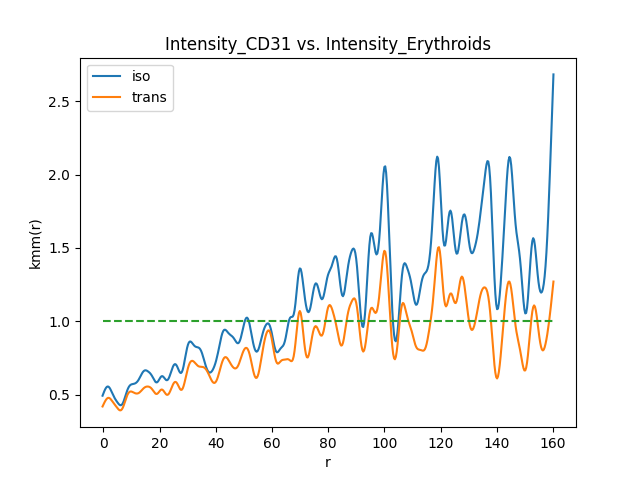 Intensity_CD31 vs. Intensity_Erythroids
iso
trans
kmm(r)
2.5
2.0
1.5
1.0
0.5
0 20 40 60 80 100 120 140 160
r